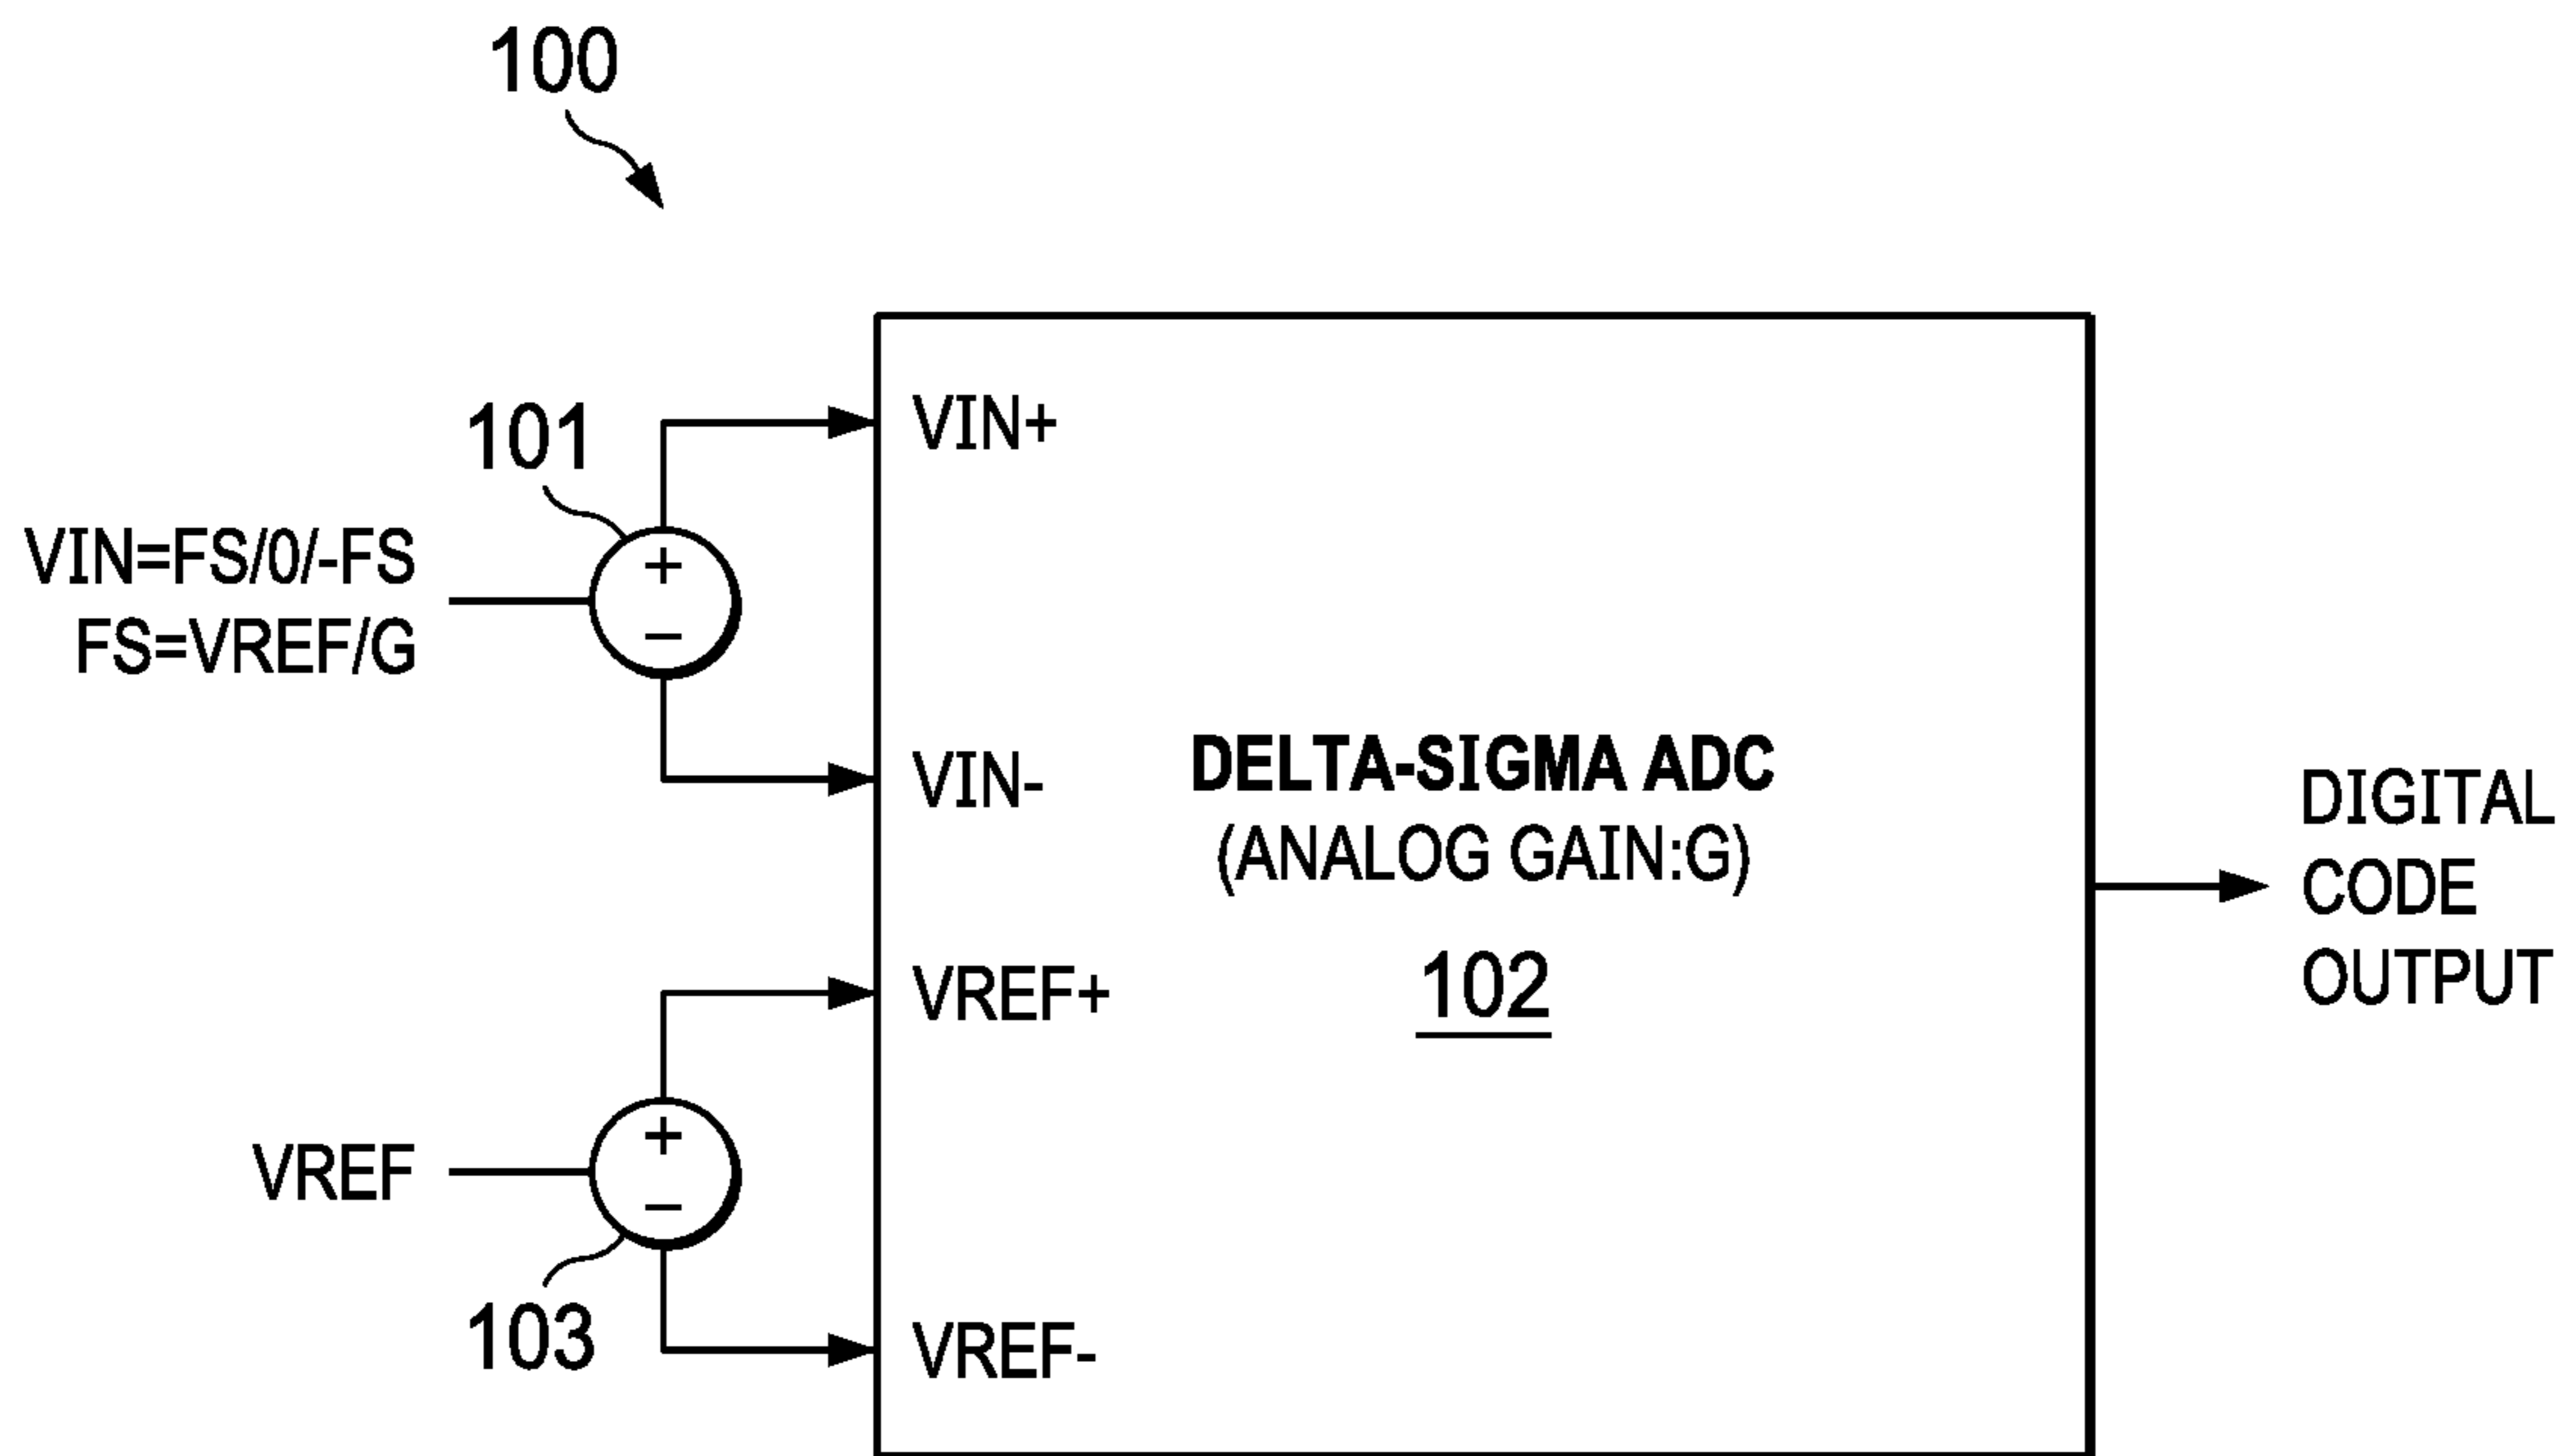 100
101
VIN=FS/0/-FS
FS=VREF/G
+
−
VIN+
VIN-
DELTA-SIGMA ADC
(ANALOG GAIN:G)
102
DIGITAL
CODE
OUTPUT
VREF+
VREF
+
−
103
VREF-